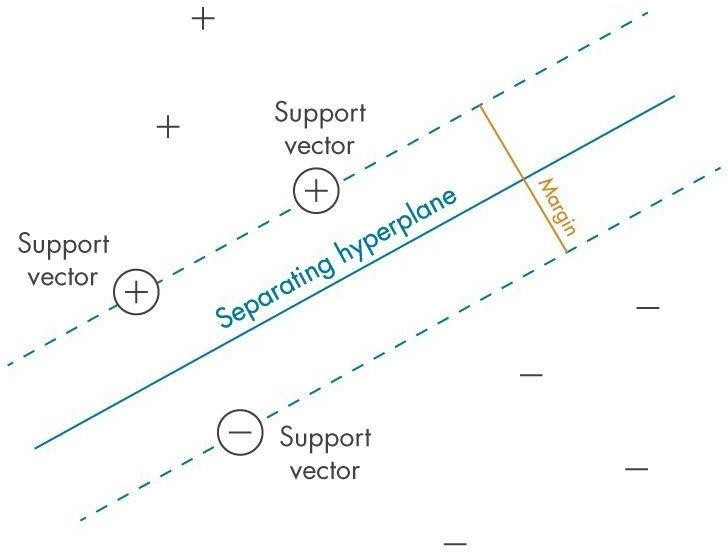 Support
vector
Support
vector
Separating hyperplane
Margin
Support
vector